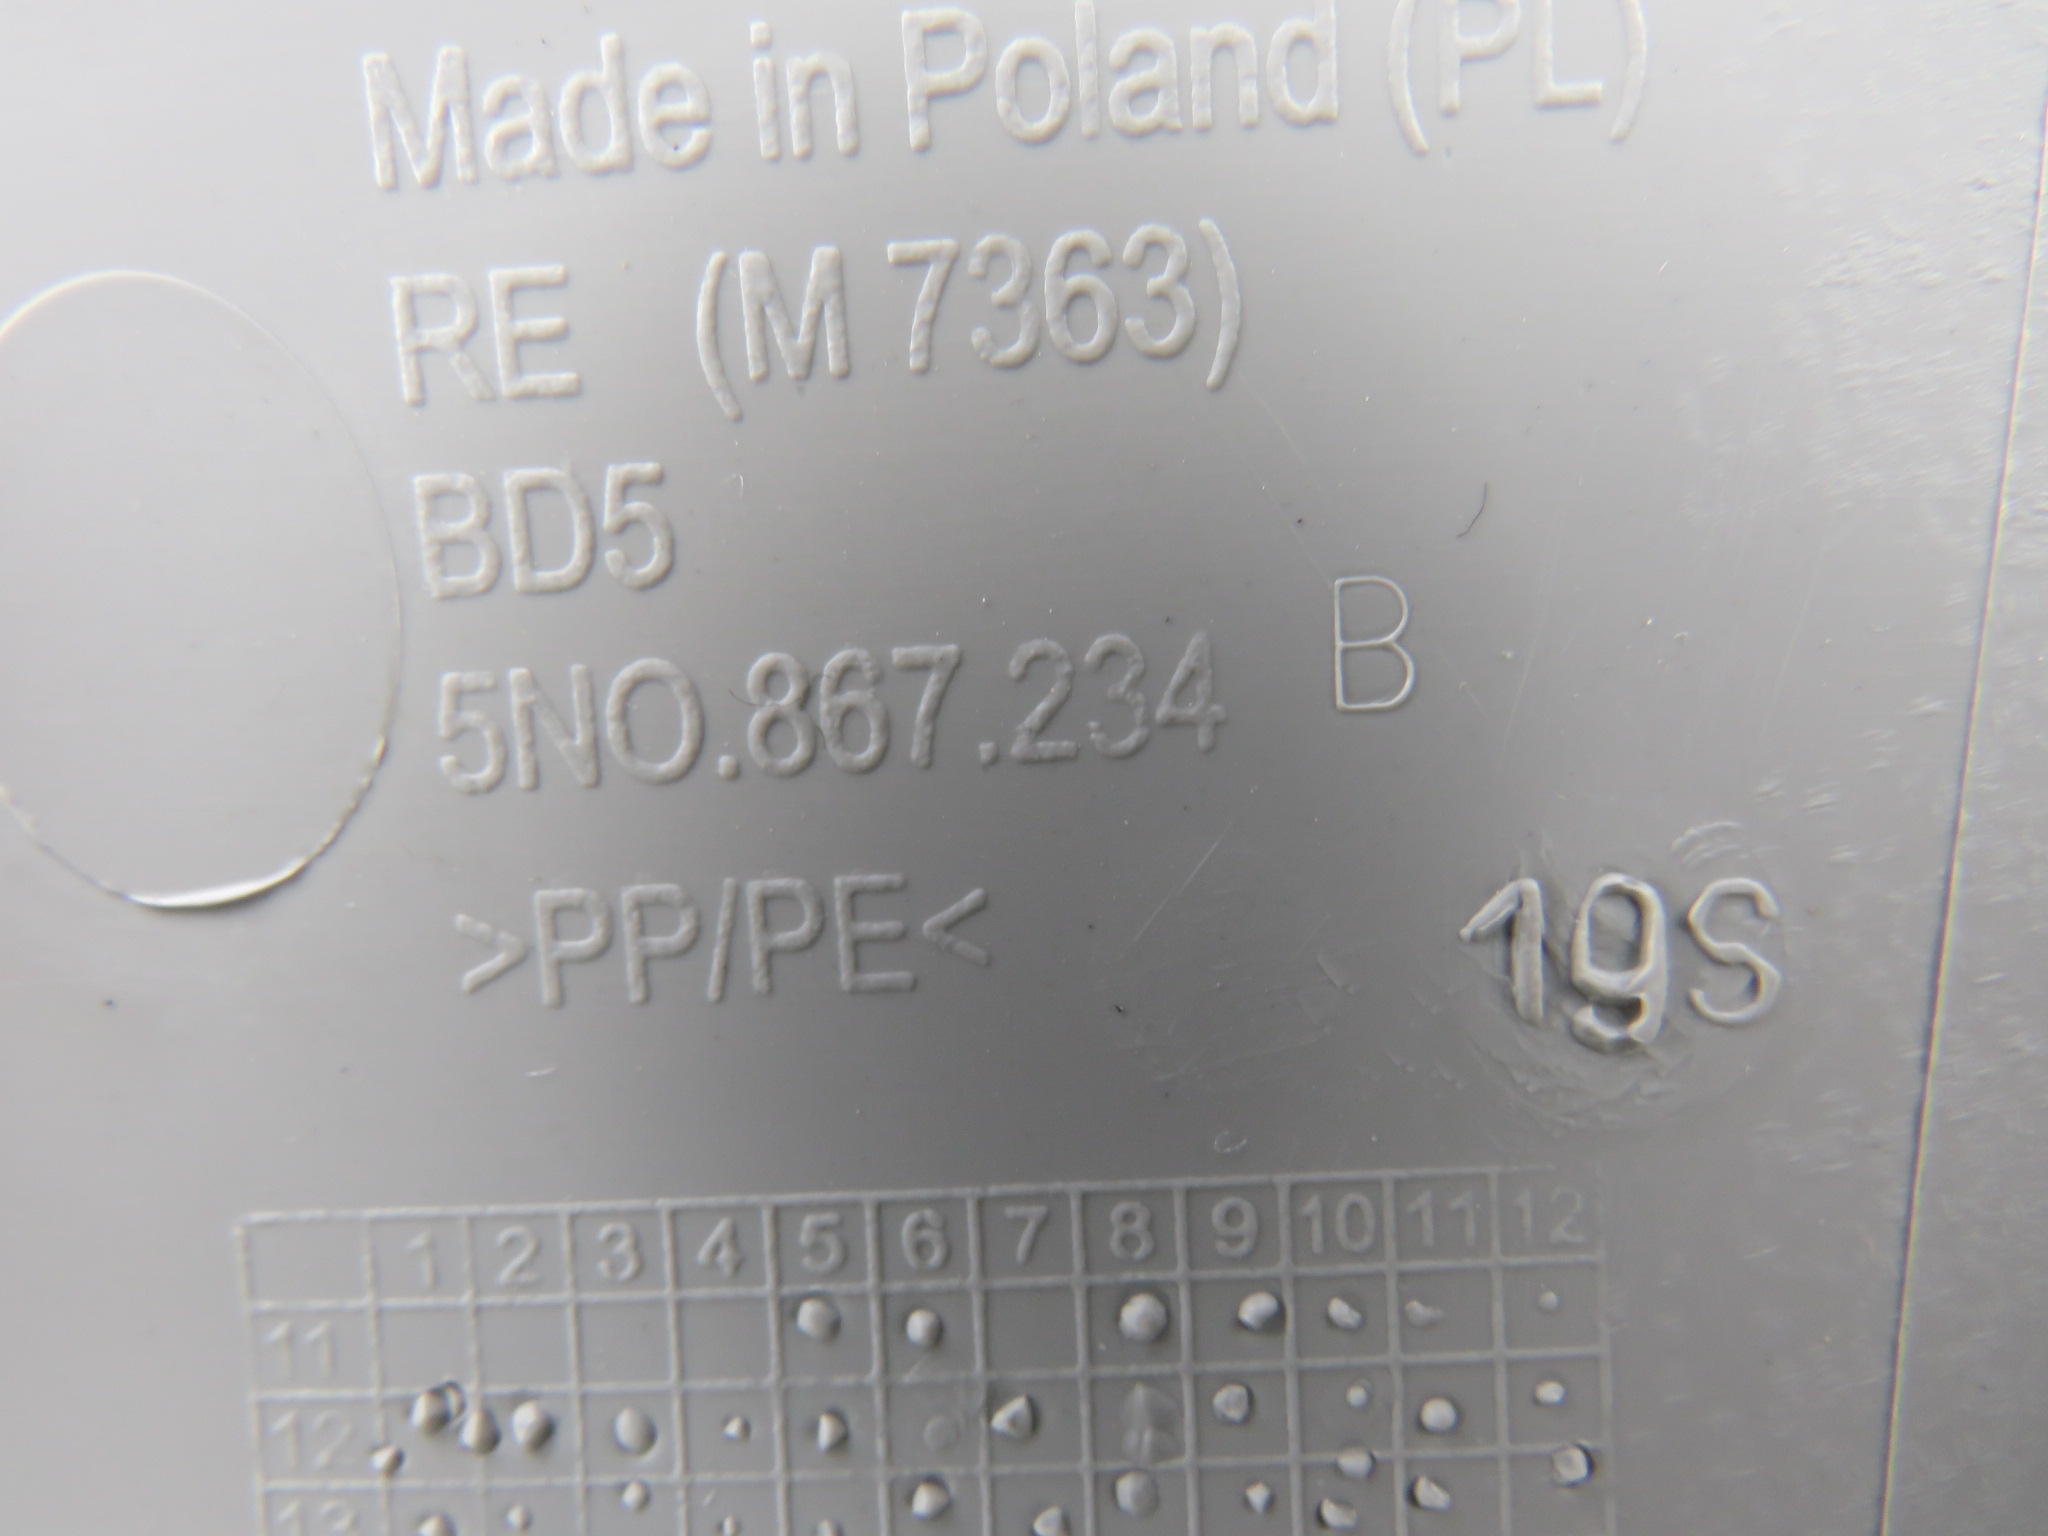 Made in Poland (PL)
RE (M 7363)
BD5
5NO.867.234 B
>PP/PE<
19S
1 2 3 4 5 6 7 8 9 10 11 12
11
12
13